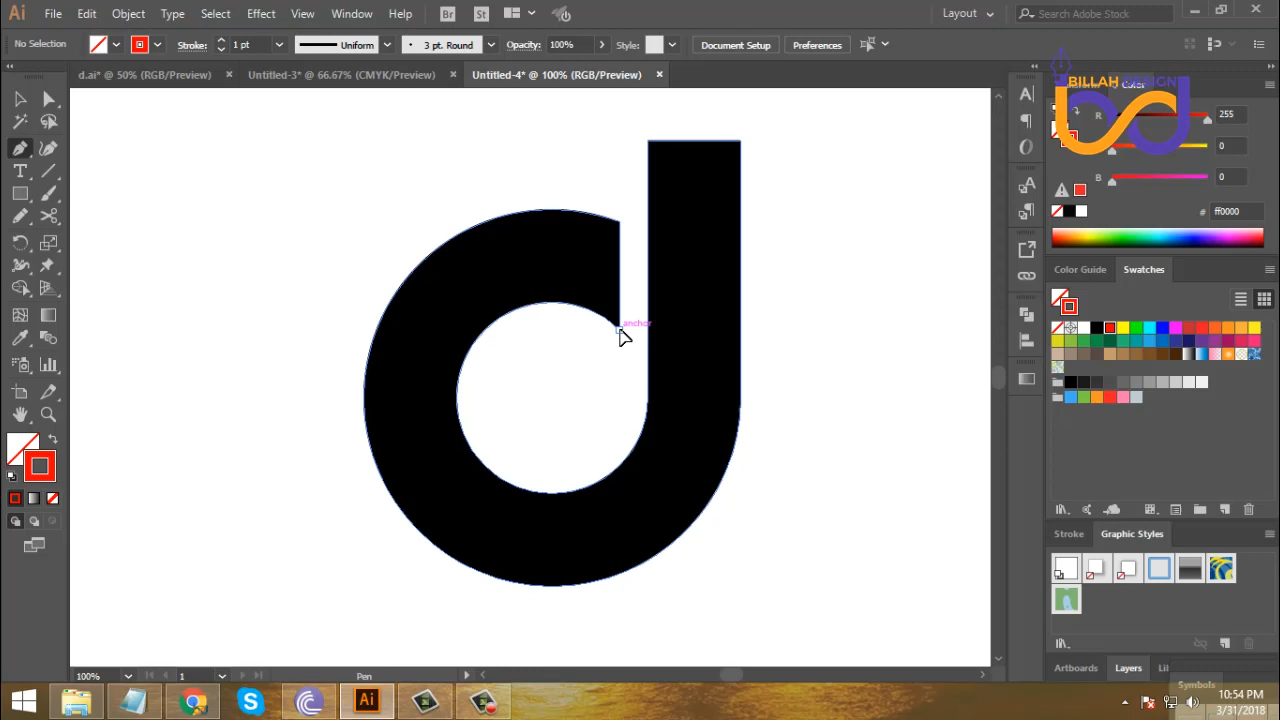 Ai File Edit Object Type Select Effect View Window Help Br St Layout Search Adobe Stock
No Selection Stroke: 1 pt Uniform 3 pt. Round Opacity: 100% Style: Document Setup Preferences
d.ai* @ 50% (RGB/Preview) Untitled-3* @ 66.67% (CMYK/Preview) Untitled-4* @ 100% (RGB/Preview)
BILLAH DESIGN
Color
R 255
0
B 0
# ff0000
Color Guide Swatches
anchor
Stroke Graphic Styles
Artboards Layers
100% 1 Pen
Symbols
Ai
10:54 PM
3/31/2018